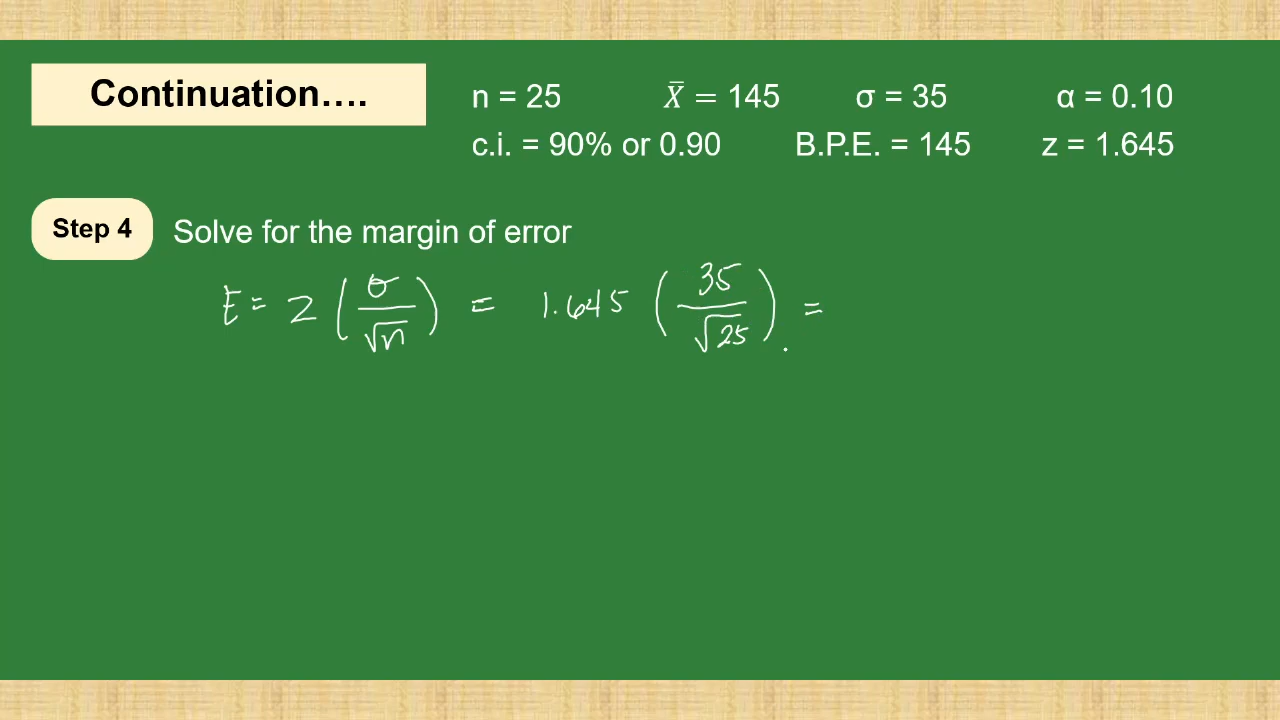 Continuation….
n = 25 X̄ = 145 σ = 35 α = 0.10
c.i. = 90% or 0.90 B.P.E. = 145 z = 1.645
Step 4 Solve for the margin of error
E = Z (σ/√n) = 1.645 (35/√25) =